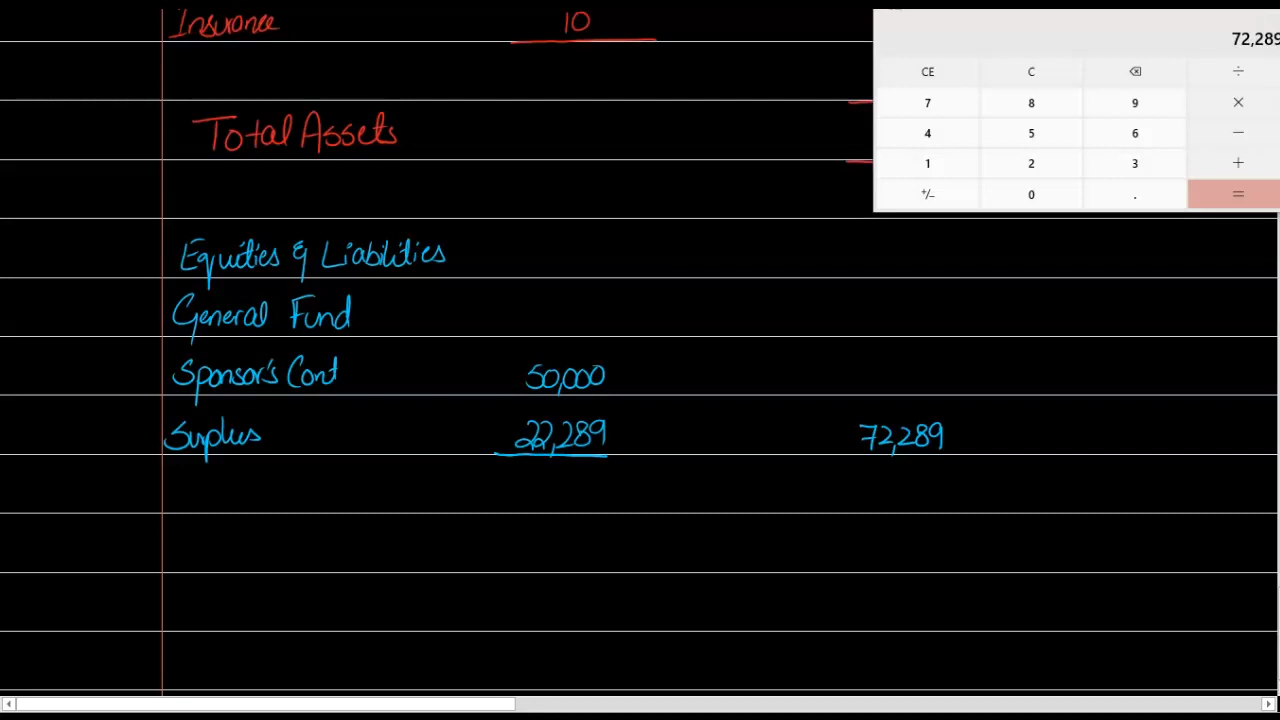 Insurance 10
72,289
CE C ⌫ ÷
7 8 9 ×
Total Assets
4 5 6 −
1 2 3 +
+/− 0 . =
Equities & Liabilities
General Fund
Sponsor's Cont 50,000
Surplus 22,289 72,289